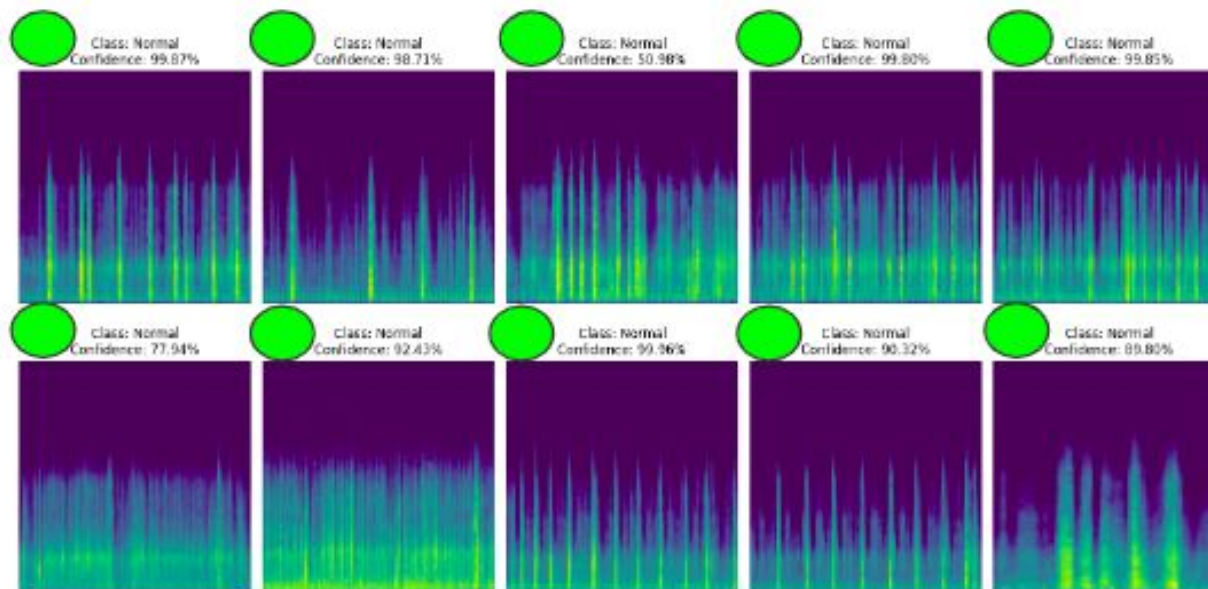 Class: Normal
Confidence: 99.87%
Class: Normal
Confidence: 98.71%
Class: Normal
Confidence: 50.98%
Class: Normal
Confidence: 99.80%
Class: Normal
Confidence: 99.85%
Class: Normal
Confidence: 77.94%
Class: Normal
Confidence: 92.43%
Class: Normal
Confidence: 99.96%
Class: Normal
Confidence: 90.32%
Class: Normal
Confidence: 89.80%